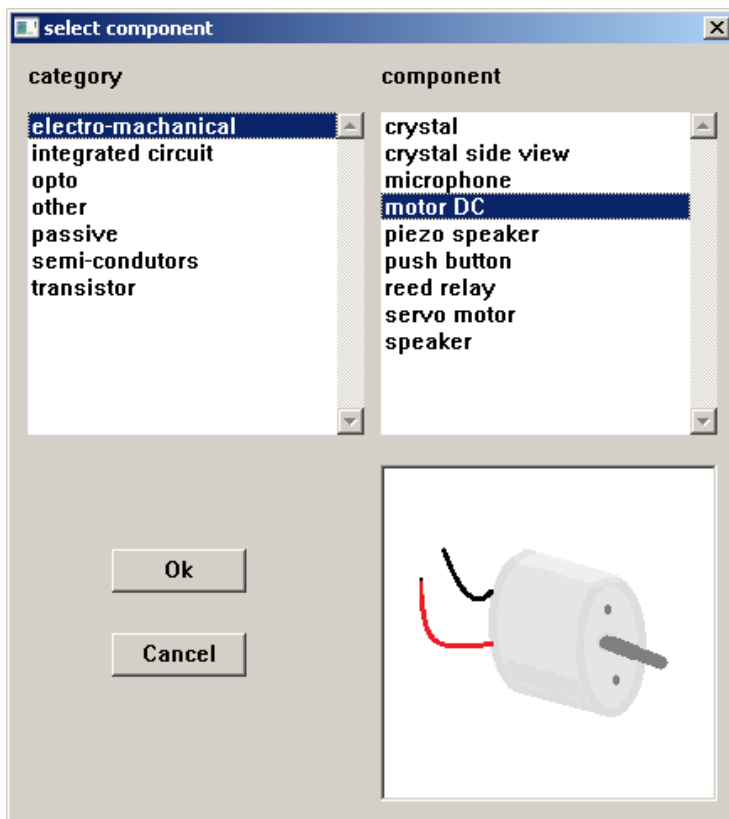 select component
category
component
electro-machanical
integrated circuit
opto
other
passive
semi-condutors
transistor
crystal
crystal side view
microphone
motor DC
piezo speaker
push button
reed relay
servo motor
speaker
Ok
Cancel